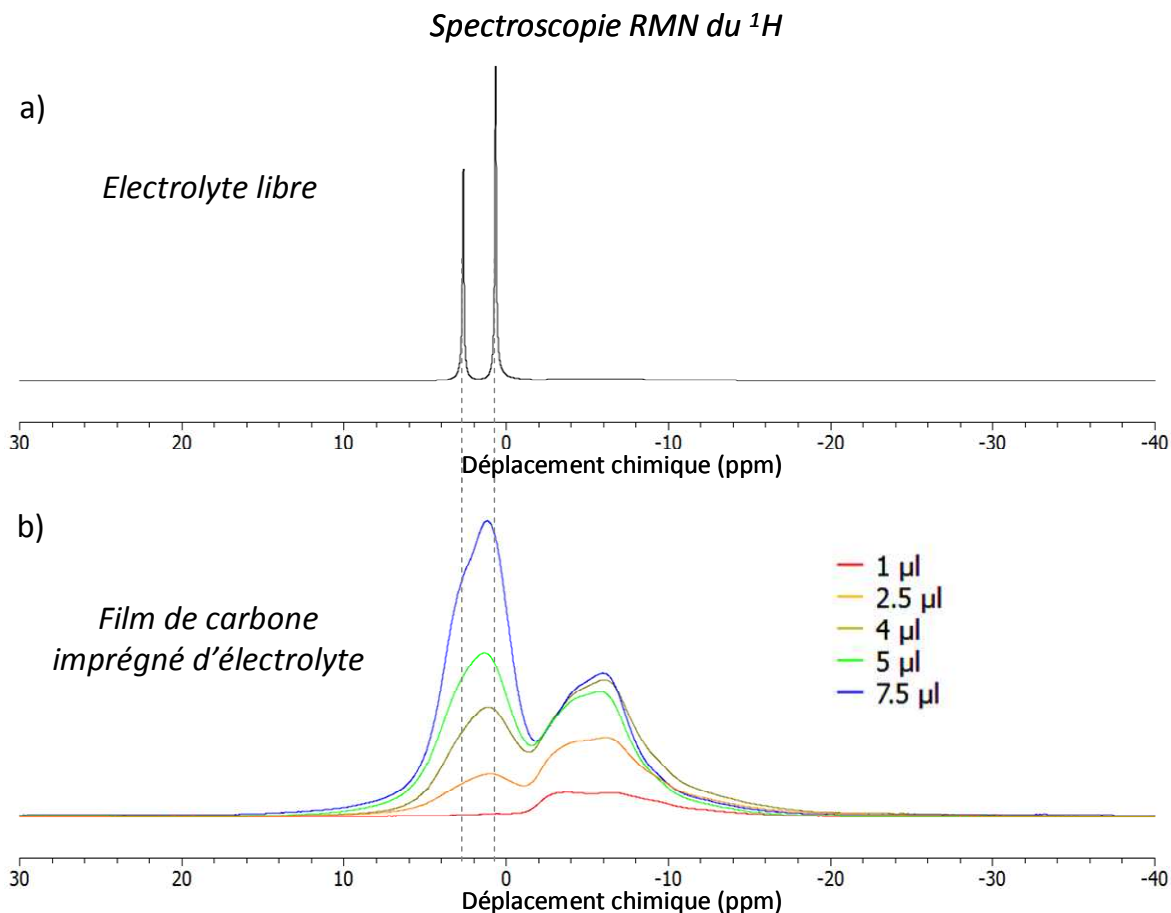 Spectroscopie RMN du ¹H
a)
Electrolyte libre
30 20 10 0 -10 -20 -30 -40
Déplacement chimique (ppm)
b)
Film de carbone
imprégné d’électrolyte
1 µl
2.5 µl
4 µl
5 µl
7.5 µl
30 20 10 0 -10 -20 -30 -40
Déplacement chimique (ppm)